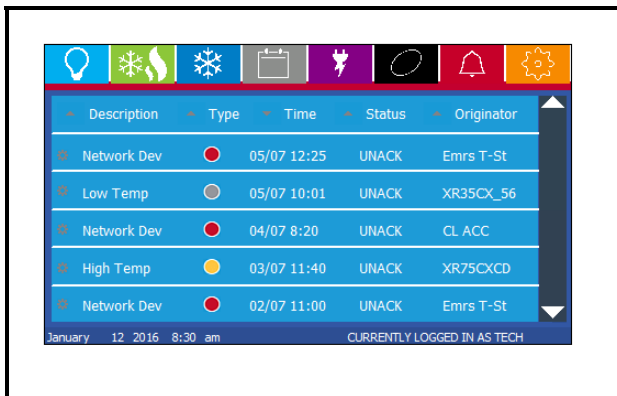 Description Type Time Status Originator
Network Dev 05/07 12:25 UNACK Emrs T-St
Low Temp 05/07 10:01 UNACK XR35CX_56
Network Dev 04/07 8:20 UNACK CL ACC
High Temp 03/07 11:40 UNACK XR75CXCD
Network Dev 02/07 11:00 UNACK Emrs T-St
January 12 2016 8:30 am CURRENTLY LOGGED IN AS TECH